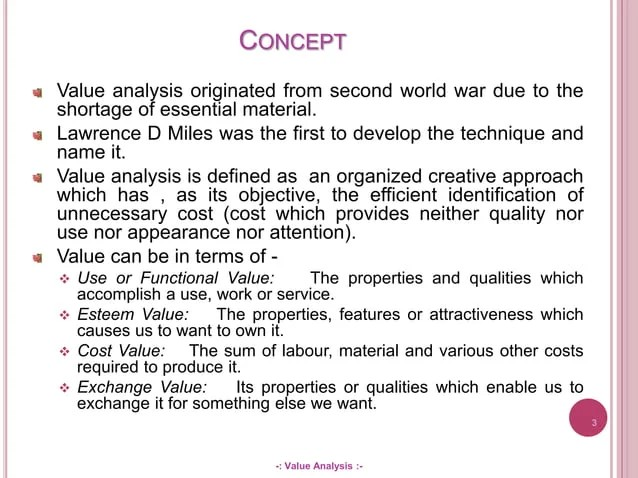 CONCEPT
Value analysis originated from second world war due to the
shortage of essential material.
Lawrence D Miles was the first to develop the technique and
name it.
Value analysis is defined as an organized creative approach
which has , as its objective, the efficient identification of
unnecessary cost (cost which provides neither quality nor
use nor appearance nor attention).
Value can be in terms of -
Use or Functional Value: The properties and qualities which
accomplish a use, work or service.
Esteem Value: The properties, features or attractiveness which
causes us to want to own it.
Cost Value: The sum of labour, material and various other costs
required to produce it.
Exchange Value: Its properties or qualities which enable us to
exchange it for something else we want.
3
-: Value Analysis :-